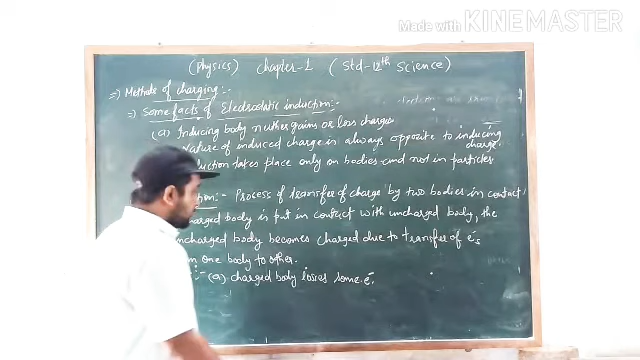 Made with KINEMASTER
(Physics) Chapter-1 (Std-12th Science)
=> Methods of charging:-
=> Some facts of Electrostatic induction:-
(a) Inducing body neither gains or loss charges
Nature of induced charge is always opposite to inducing charge.
duction takes place only on bodies and not in particles
ction:- Process of transfer of charge by two bodies in contact
charged body is put in contact with uncharged body, the
uncharged body becomes charged due to transfer of e-s
m one body to other.
:- (a) Charged body losses some e-.